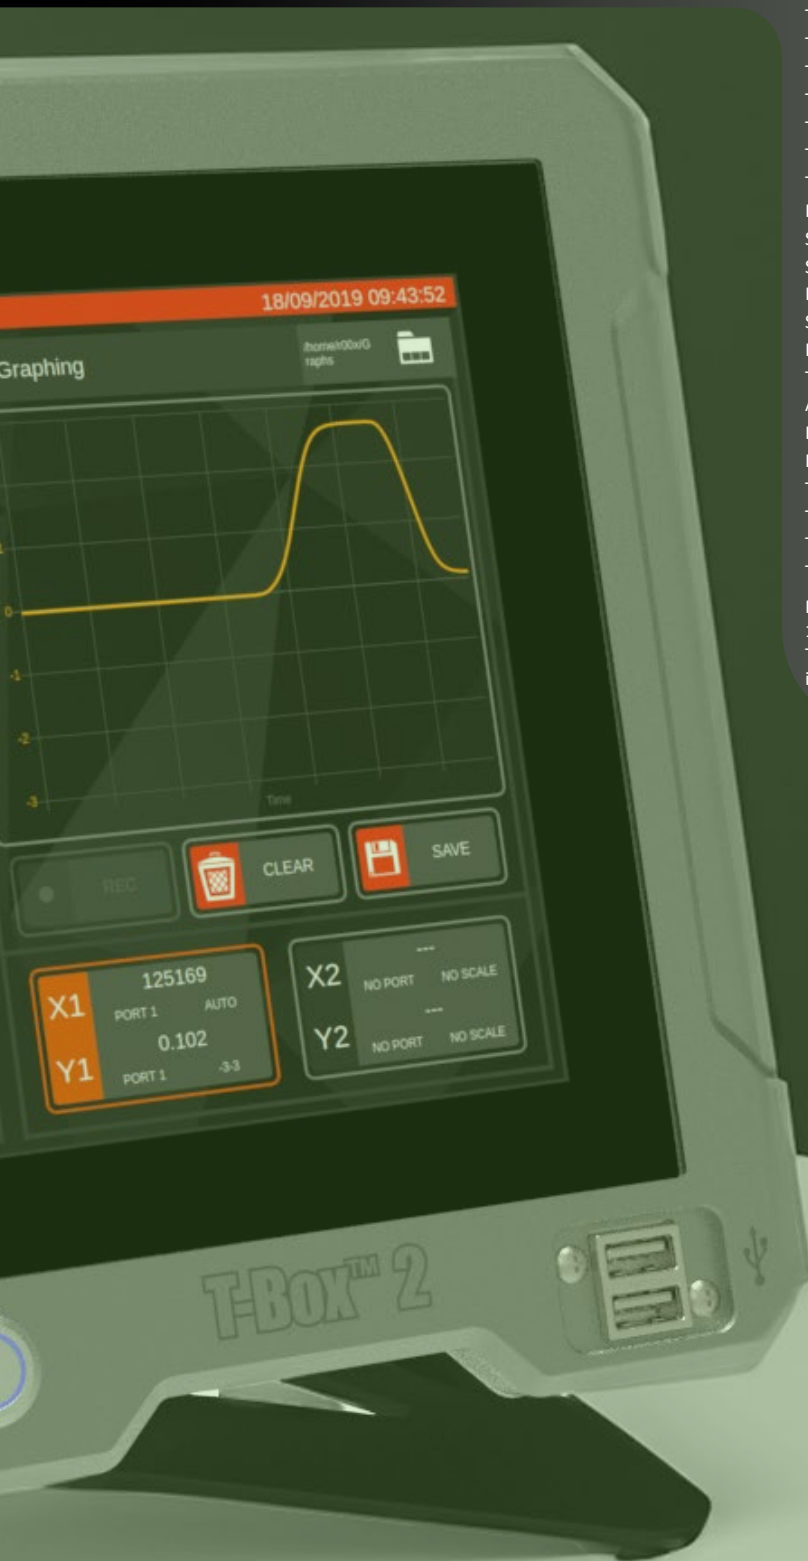 18/09/2019 09:43:52
Graphing
/home/r00x/G
raphs
1
0
-1
-2
-3
Time
REC
CLEAR
SAVE
X1
125169
PORT 1
AUTO
Y1
0.102
PORT 1
-3-3
X2
---
NO PORT
NO SCALE
Y2
---
NO PORT
NO SCALE
T-Box™ 2